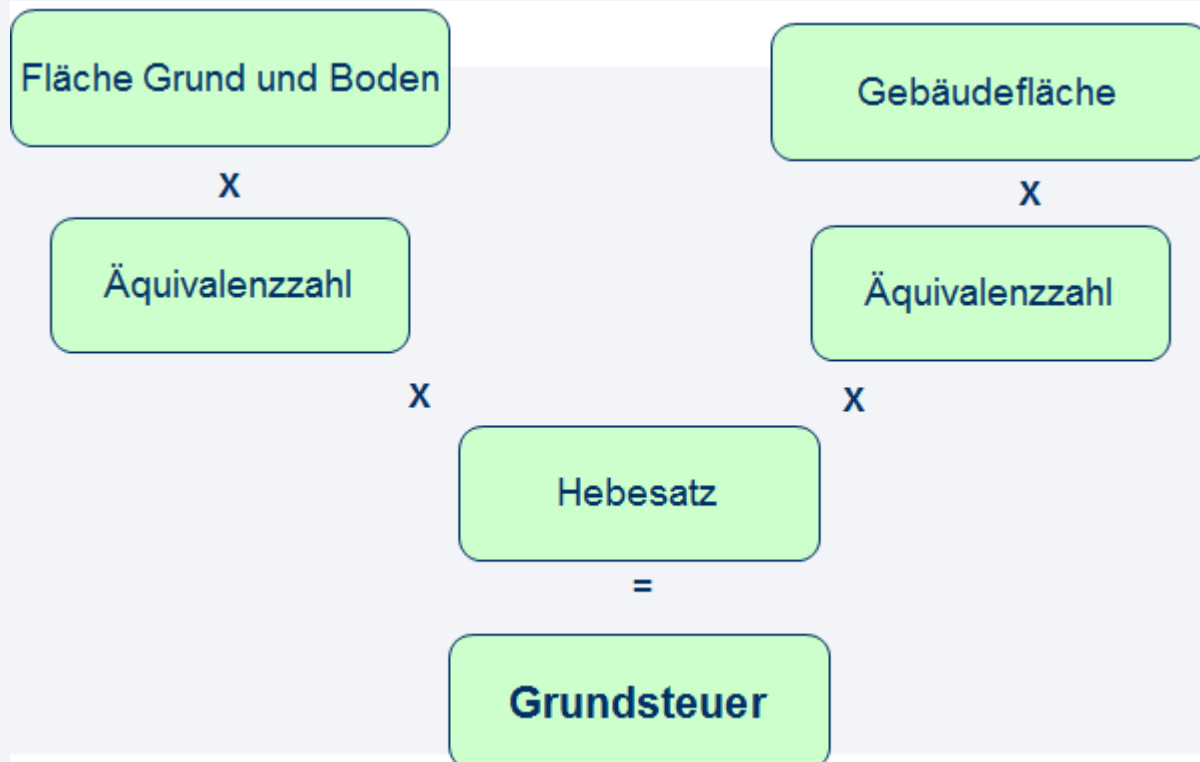 Fläche Grund und Boden
Gebäudefläche
X
X
Äquivalenzzahl
Äquivalenzzahl
X
X
Hebesatz
=
Grundsteuer